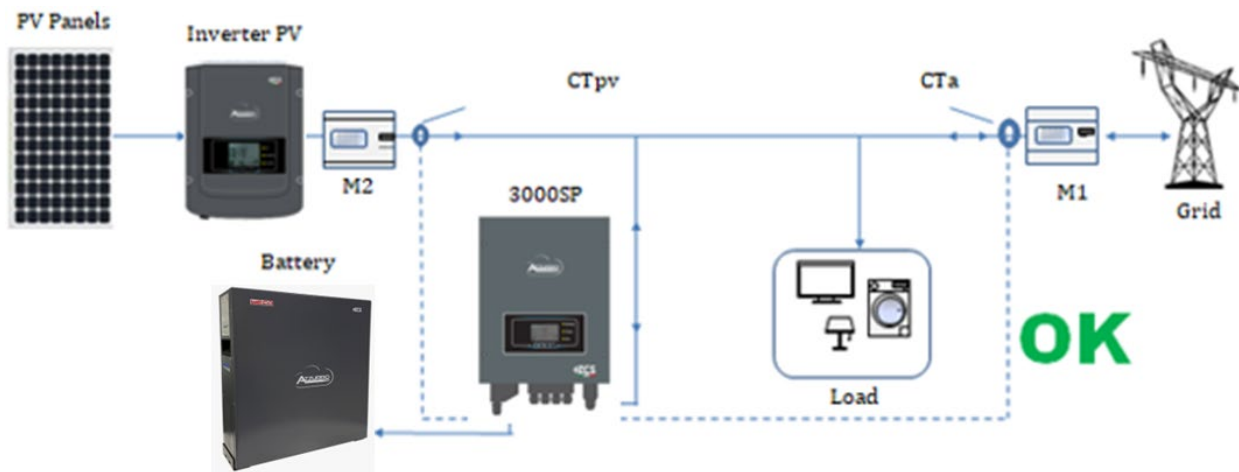 PV Panels
Inverter PV
CTpv
CTa
M2
M1
3000SP
Grid
Battery
Load
OK